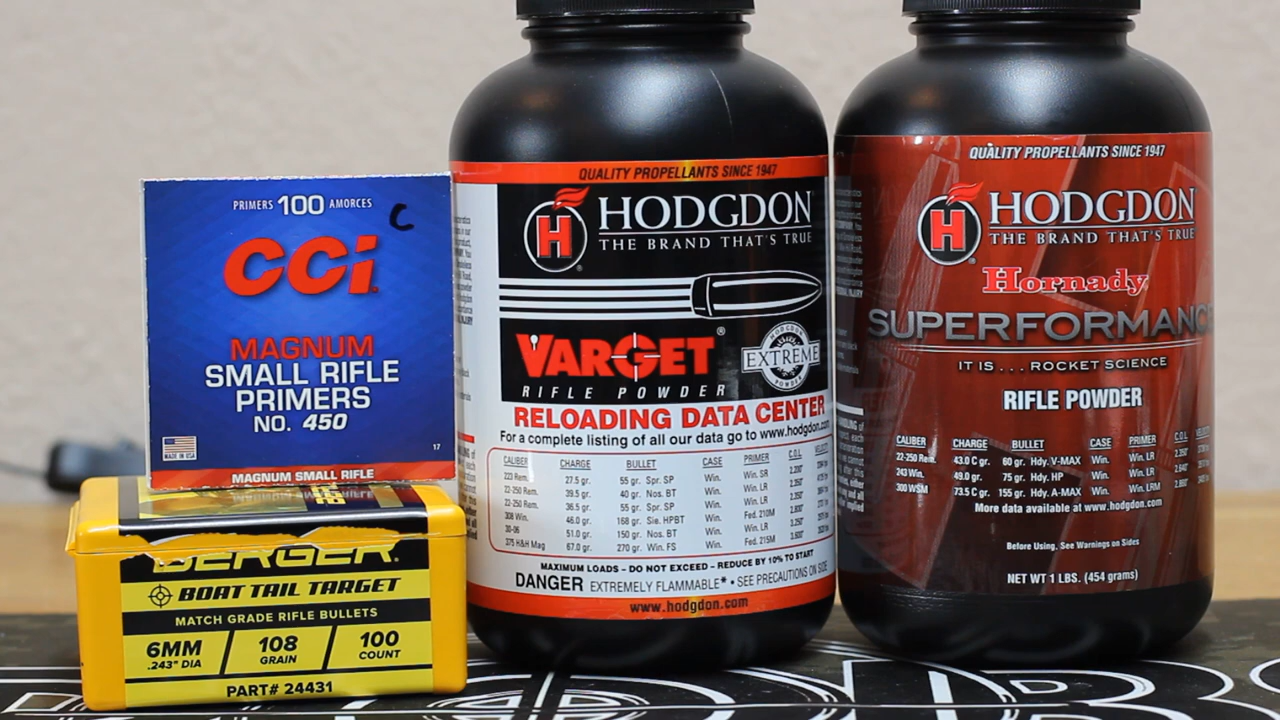 PRIMERS 100 AMORCES
C
CCI
MAGNUM
SMALL RIFLE
PRIMERS
NO. 450
MADE IN USA
17
MAGNUM SMALL RIFLE
BERGER
BOAT TAIL TARGET
MATCH GRADE RIFLE BULLETS
6MM
.243" DIA
108
GRAIN
100
COUNT
PART# 24431
QUALITY PROPELLANTS SINCE 1947
H HODGDON
THE BRAND THAT'S TRUE
VARGET®
RIFLE POWDER
HODGDON
EXTREME
POWDER
RELOADING DATA CENTER
For a complete listing of all our data go to www.hodgdon.com
CALIBER CHARGE BULLET CASE PRIMER C.O.L.
223 Rem. 27.5 gr. 55 gr. Spr. SP Win. Win. SR 2.200"
22-250 Rem. 39.5 gr. 40 gr. Nos. BT Win. Win. LR
22-250 Rem. 36.5 gr. 55 gr. Spr. SP Win. Win. LR 2.350"
308 Win. 46.0 gr. 168 gr. Sie. HPBT Win. Fed. 210M
30-06 51.0 gr. 150 gr. Nos. BT Win. Win. LR
375 H&H Mag 67.0 gr. 270 gr. Win. FS Win. Fed. 215M
MAXIMUM LOADS – DO NOT EXCEED – REDUCE BY 10% TO START
DANGER EXTREMELY FLAMMABLE* • SEE PRECAUTIONS ON SIDE
www.hodgdon.com
QUALITY PROPELLANTS SINCE 1947
H HODGDON
THE BRAND THAT'S TRUE
Hornady
SUPERFORMANCE
IT IS . . . ROCKET SCIENCE
RIFLE POWDER
CALIBER CHARGE BULLET CASE PRIMER C.O.L.
22-250 Rem. 43.0 C gr. 60 gr. Hdy. V-MAX Win. Win. LR 2.350"
243 Win. 49.0 gr. 75 gr. Hdy. HP Win. Win. LR
300 WSM 73.5 C gr. 155 gr. Hdy. A-MAX Win. Win. LRM
More data available at www.hodgdon.com
Before Using, See Warnings on Sides
NET WT 1 LBS. (454 grams)